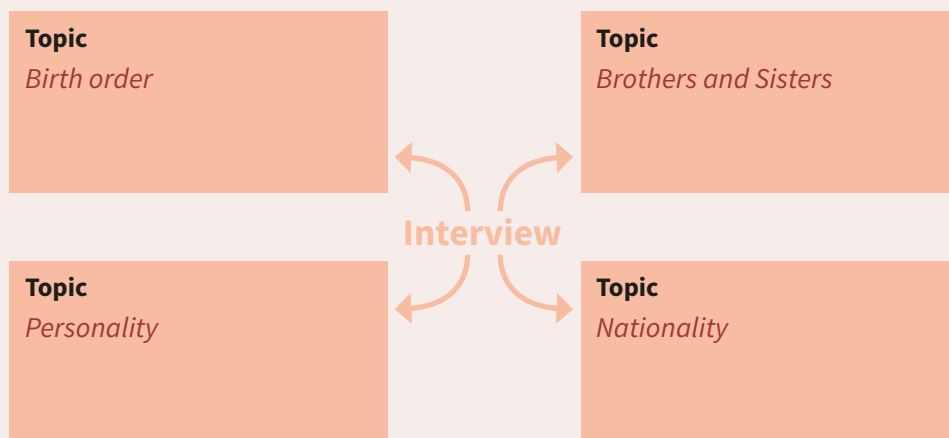 Topic
Birth order
Topic
Brothers and Sisters
Interview
Topic
Personality
Topic
Nationality